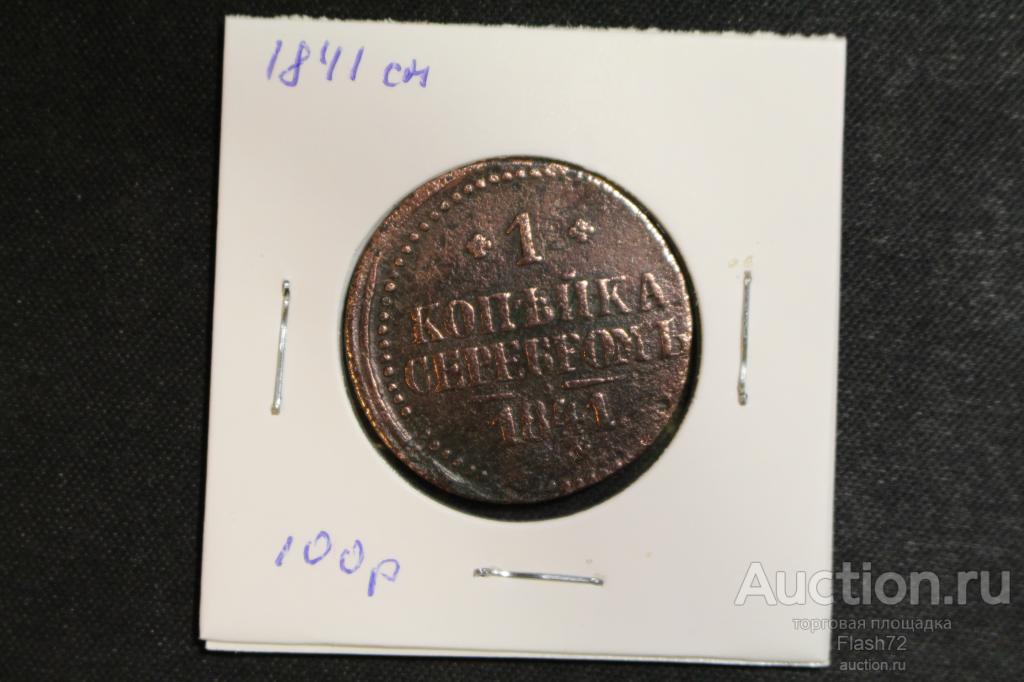 1841 см
1
КОПѢЙКА
СЕРЕБРОМЪ
1841
100р
Auction.ru
торговая площадка
Flash72
auction.ru